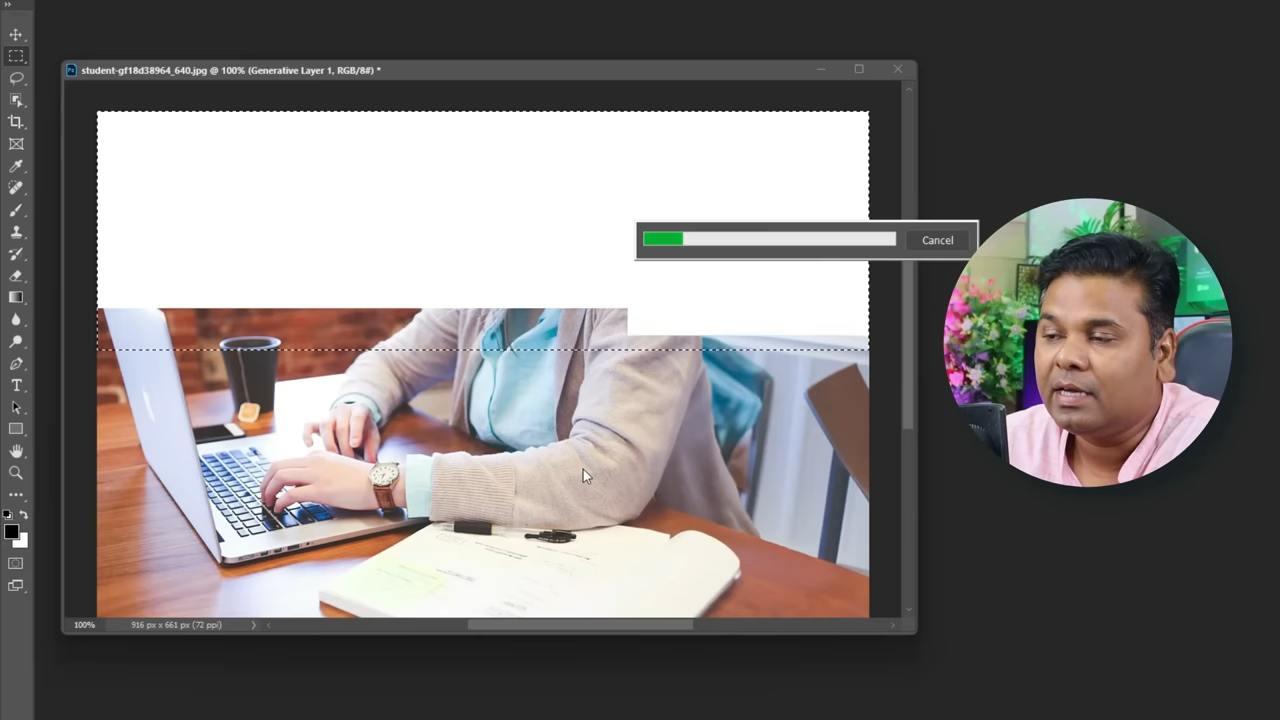 student-gf18d38964_640.jpg @ 100% (Generative Layer 1, RGB/8#) *
Cancel
100%
916 px x 661 px (72 ppi)